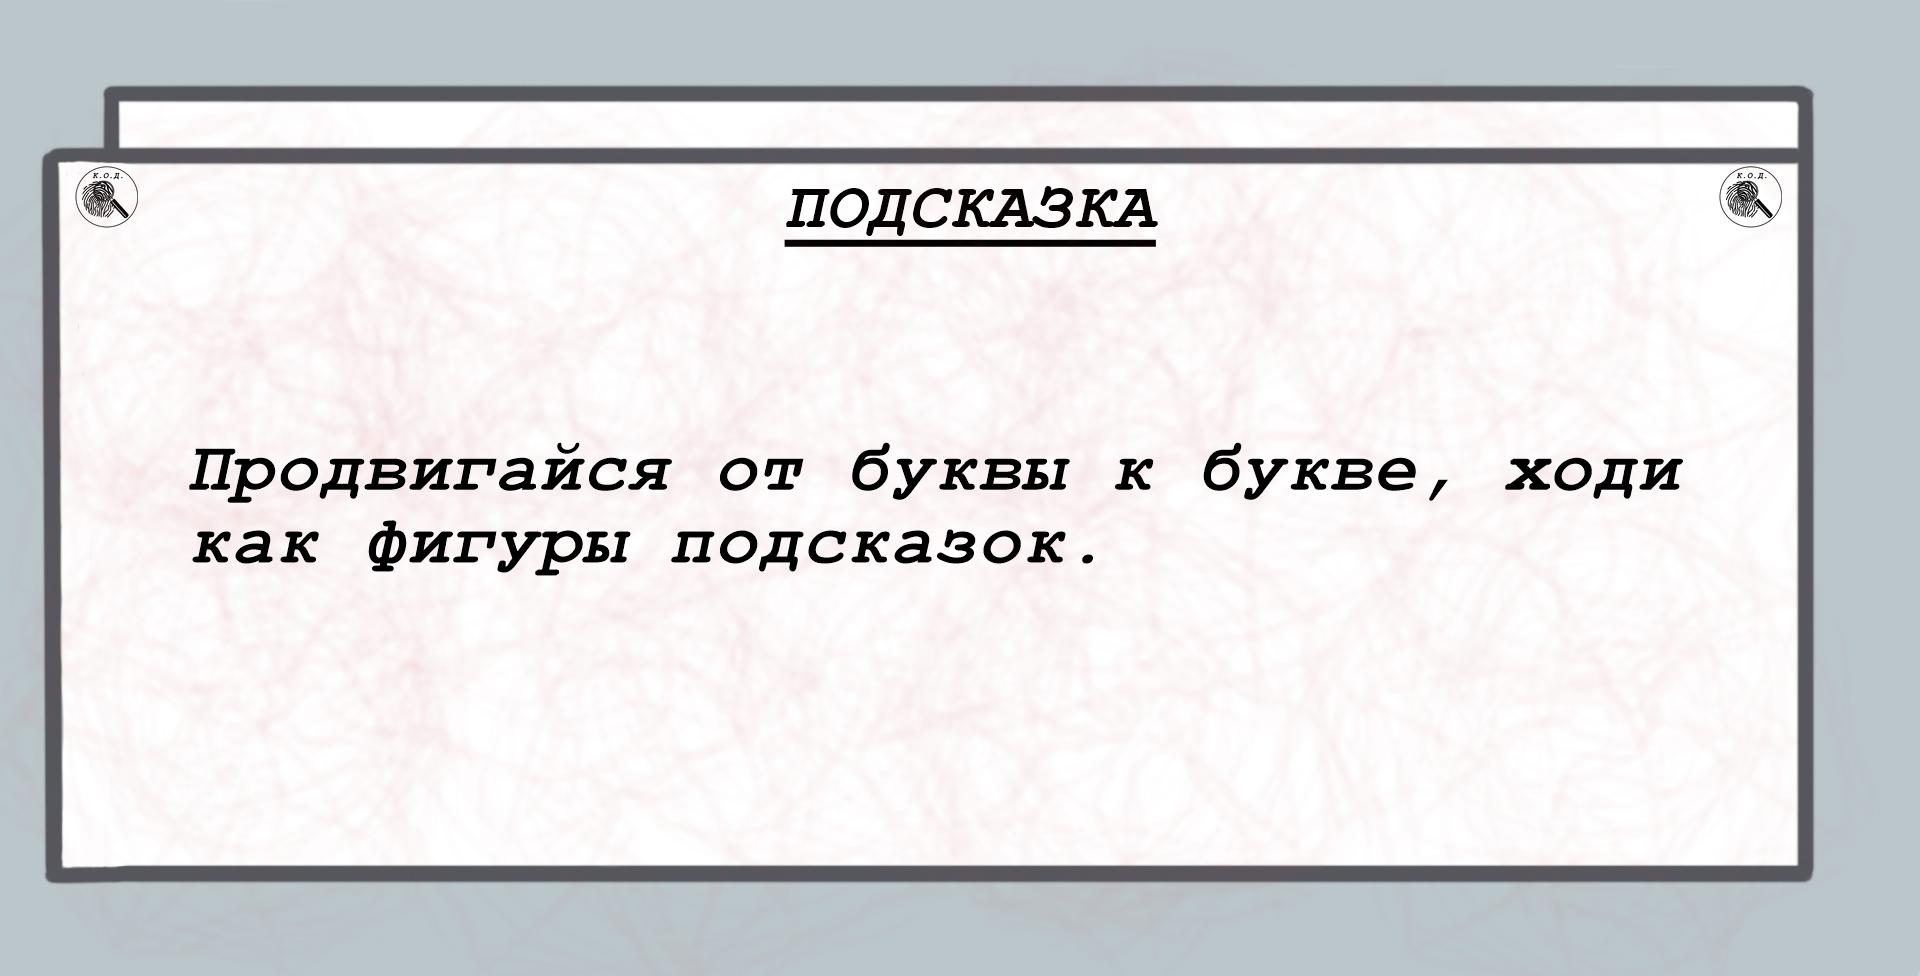 К.О.Д.
К.О.Д.
ПОДСКАЗКА
Продвигайся от буквы к букве, ходи
как фигуры подсказок.